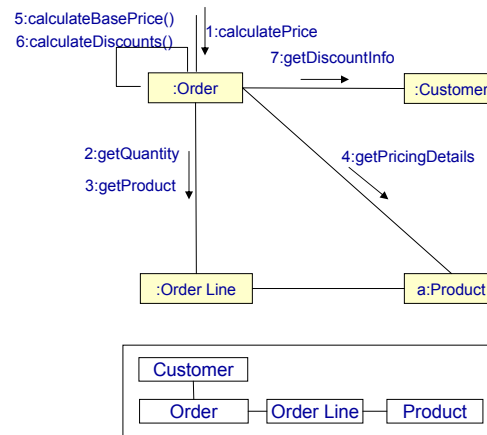 5:calculateBasePrice()
6:calculateDiscounts()
1:calculatePrice
7:getDiscountInfo
:Order
:Customer
2:getQuantity
3:getProduct
4:getPricingDetails
:Order Line
a:Product
Customer
Order
Order Line
Product